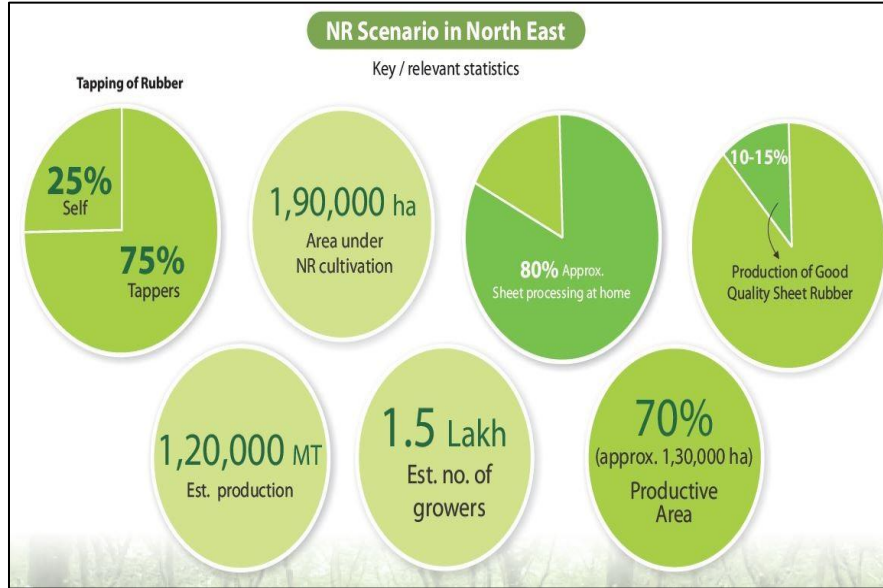 NR Scenario in North East
Key / relevant statistics
Tapping of Rubber
25%
Self
75%
Tappers
1,90,000 ha
Area under
NR cultivation
80% Approx.
Sheet processing at home
10-15%
Production of Good
Quality Sheet Rubber
1,20,000 MT
Est. production
1.5 Lakh
Est. no. of
growers
70%
(approx. 1,30,000 ha)
Productive
Area